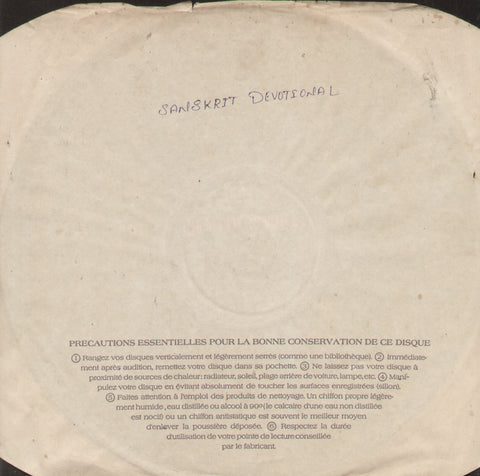 SANSKRIT DEVOTIONAL
PRECAUTIONS ESSENTIELLES POUR LA BONNE CONSERVATION DE CE DISQUE
① Rangez vos disques verticalement et légèrement serrés (comme une bibliothèque). ② Immédiate-
ment après audition, remettez votre disque dans sa pochette. ③ Ne laissez pas votre disque à
proximité de sources de chaleur: radiateur, soleil, plage arrière de voiture, lampe, etc. ④ Mani-
pulez votre disque en évitant absolument de toucher les surfaces enregistrées (sillon).
⑤ Faites attention à l'emploi des produits de nettoyage. Un chiffon propre légère-
ment humide, eau distillée ou alcool à 90° (le calcaire d'une eau non distillée
est nocif) ou un chiffon antistatique est souvent le meilleur moyen
d'enlever la poussière déposée. ⑥ Respectez la durée
d'utilisation de votre pointe de lecture conseillée
par le fabricant.